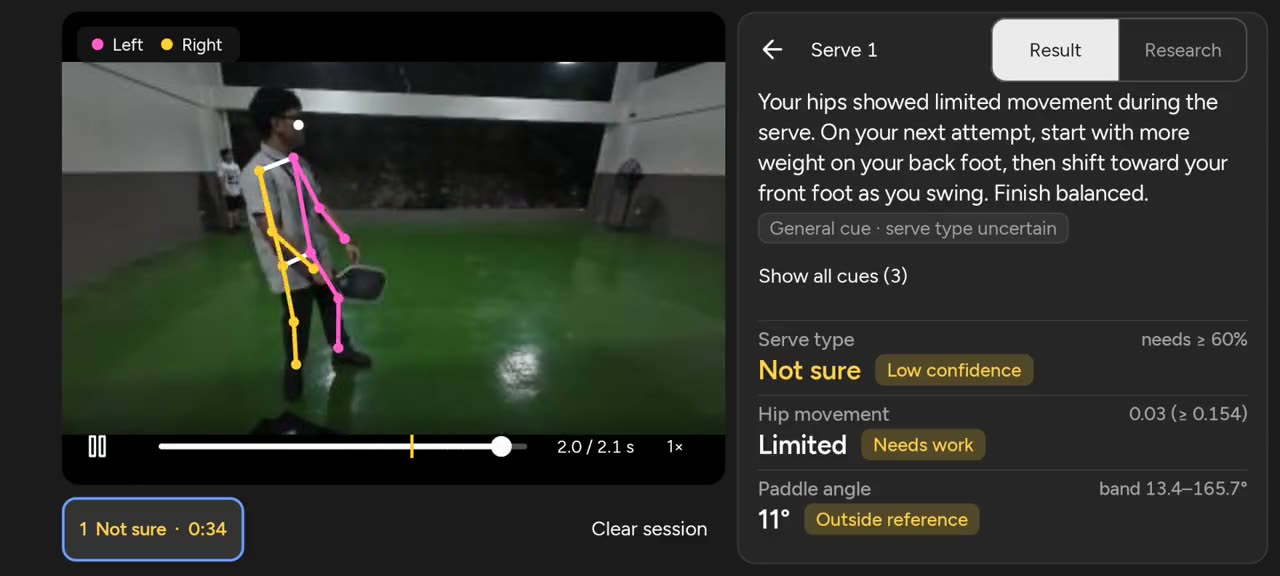 Left
Right
Serve 1
Result
Research
Your hips showed limited movement during the
serve. On your next attempt, start with more
weight on your back foot, then shift toward your
front foot as you swing. Finish balanced.
General cue · serve type uncertain
Show all cues (3)
Serve type
needs ≥ 60%
Not sure
Low confidence
Hip movement
0.03 (≥ 0.154)
Limited
Needs work
Paddle angle
band 13.4–165.7°
11°
Outside reference
2.0 / 2.1 s
1×
1 Not sure · 0:34
Clear session